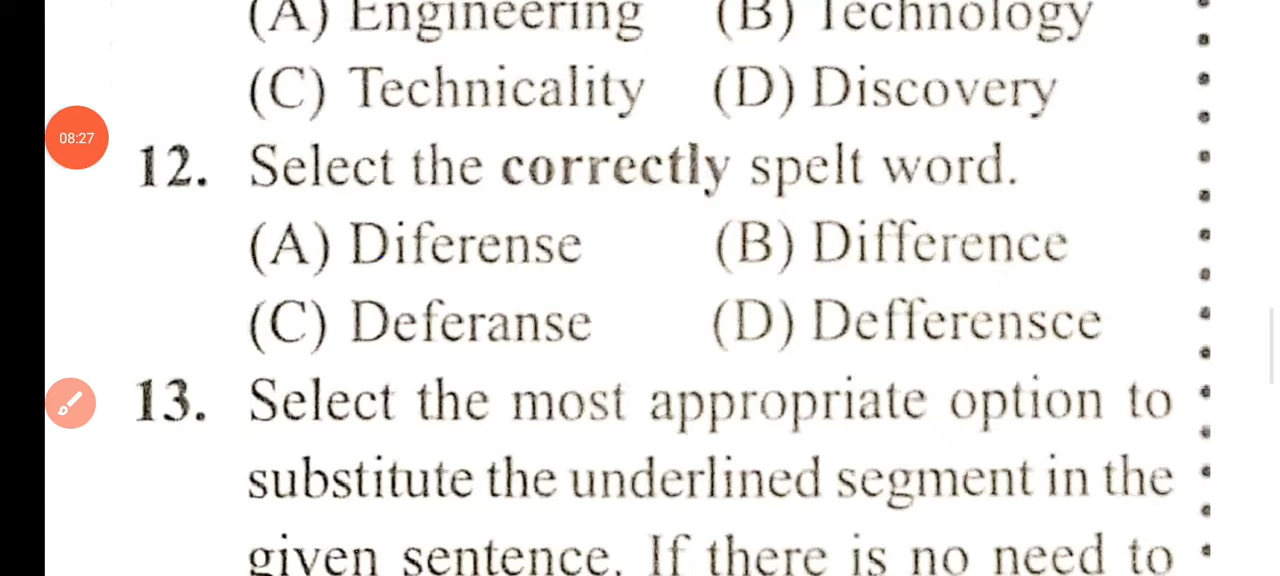 (A) Engineering (B) Technology
(C) Technicality (D) Discovery
08:27
12. Select the correctly spelt word.
(A) Diferense (B) Difference
(C) Deferanse (D) Defferensce
13. Select the most appropriate option to
substitute the underlined segment in the
given sentence. If there is no need to